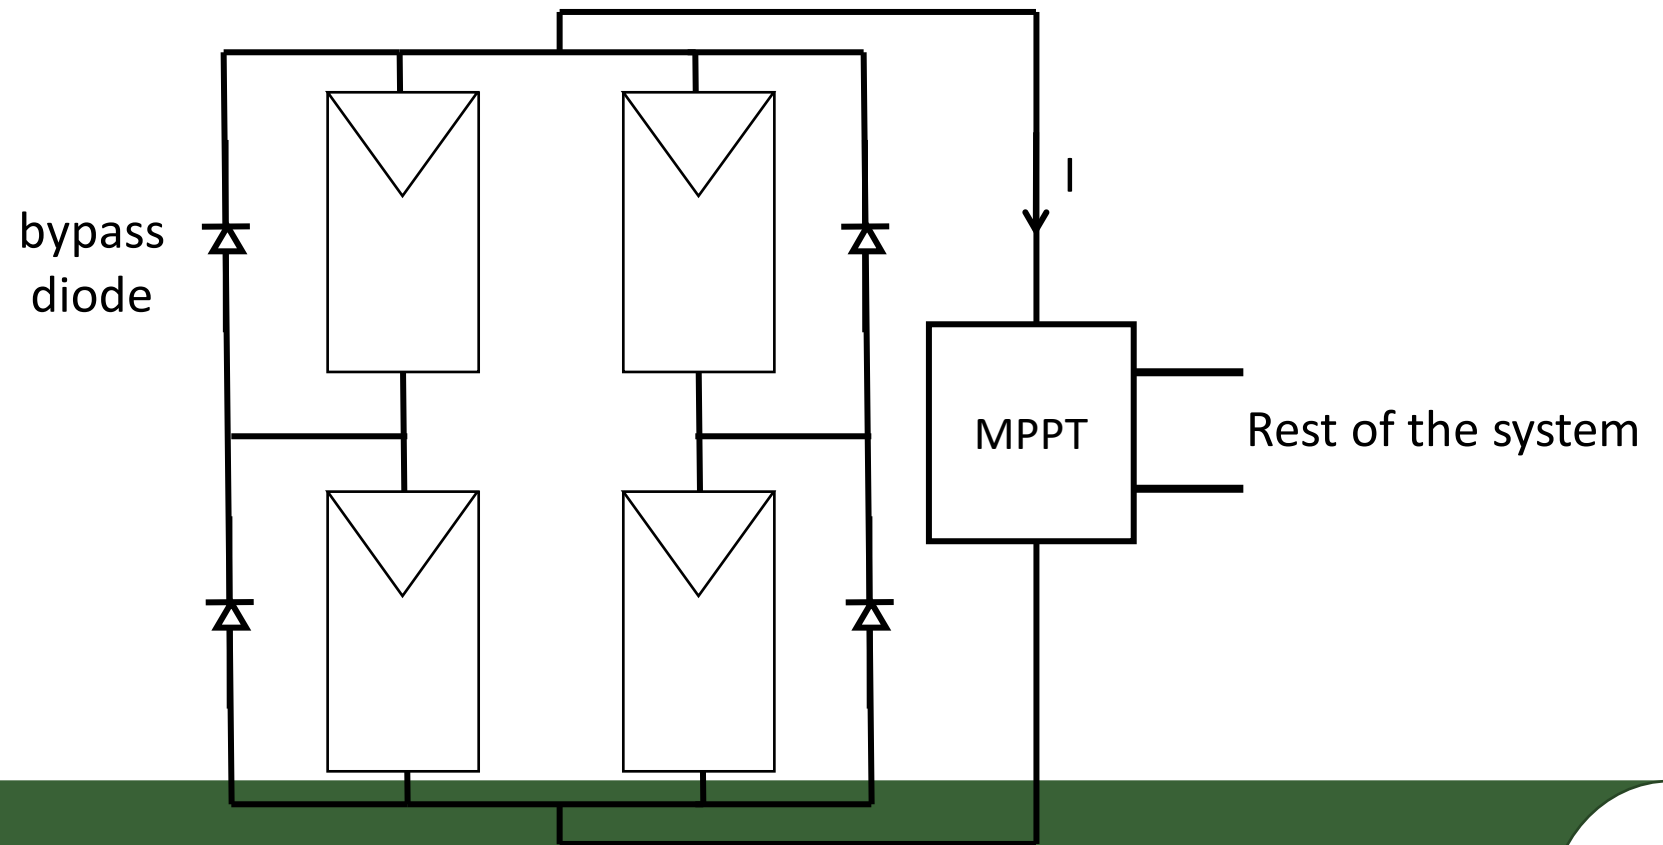 I
bypass
diode
MPPT
Rest of the system